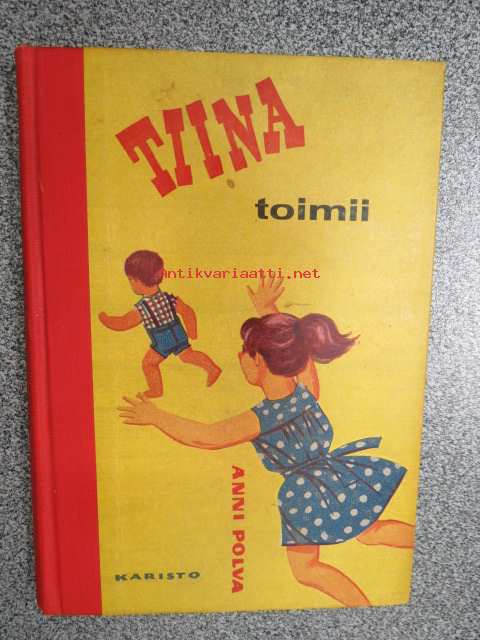 TIINA
toimii
Antikvariaatti.net
ANNI POLVA
KARISTO